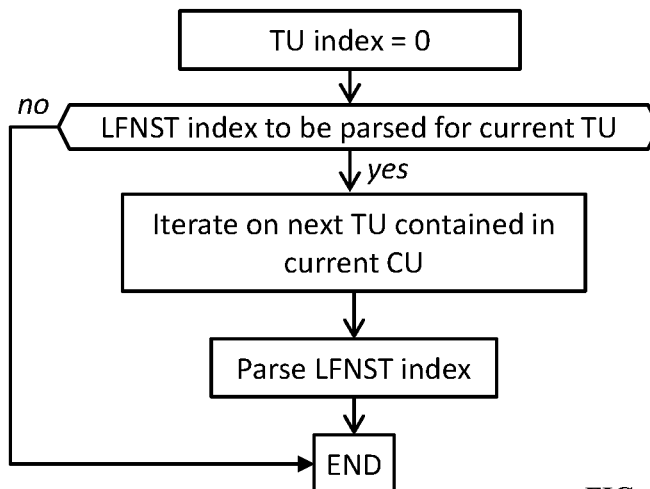 TU index = 0
no
LFNST index to be parsed for current TU
yes
Iterate on next TU contained in
current CU
Parse LFNST index
END